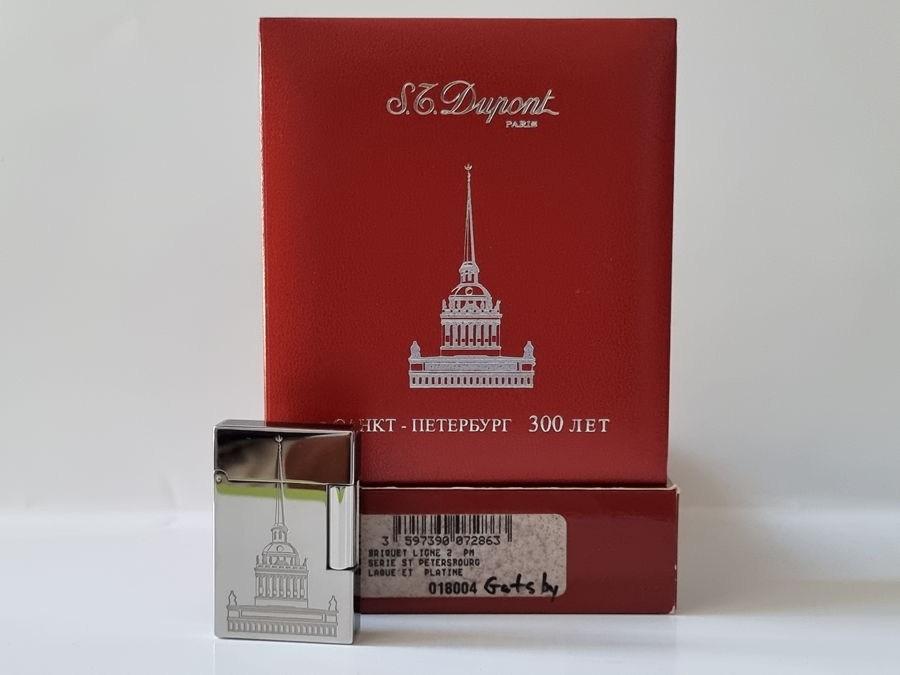 S.T. Dupont
PARIS
САНКТ - ПЕТЕРБУРГ 300 ЛЕТ
3 597390 072863
BRIQUET LIGNE 2 PM
SERIE ST PETERSBOURG
LAQUE ET PLATINE
018004 Gatsby